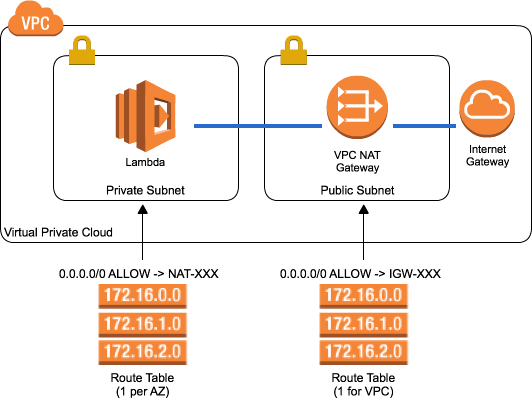 VPC
Lambda
VPC NAT
Gateway
Internet
Gateway
Private Subnet
Public Subnet
Virtual Private Cloud
0.0.0.0/0 ALLOW -> NAT-XXX
0.0.0.0/0 ALLOW -> IGW-XXX
172.16.0.0
172.16.1.0
172.16.2.0
172.16.0.0
172.16.1.0
172.16.2.0
Route Table
(1 per AZ)
Route Table
(1 for VPC)